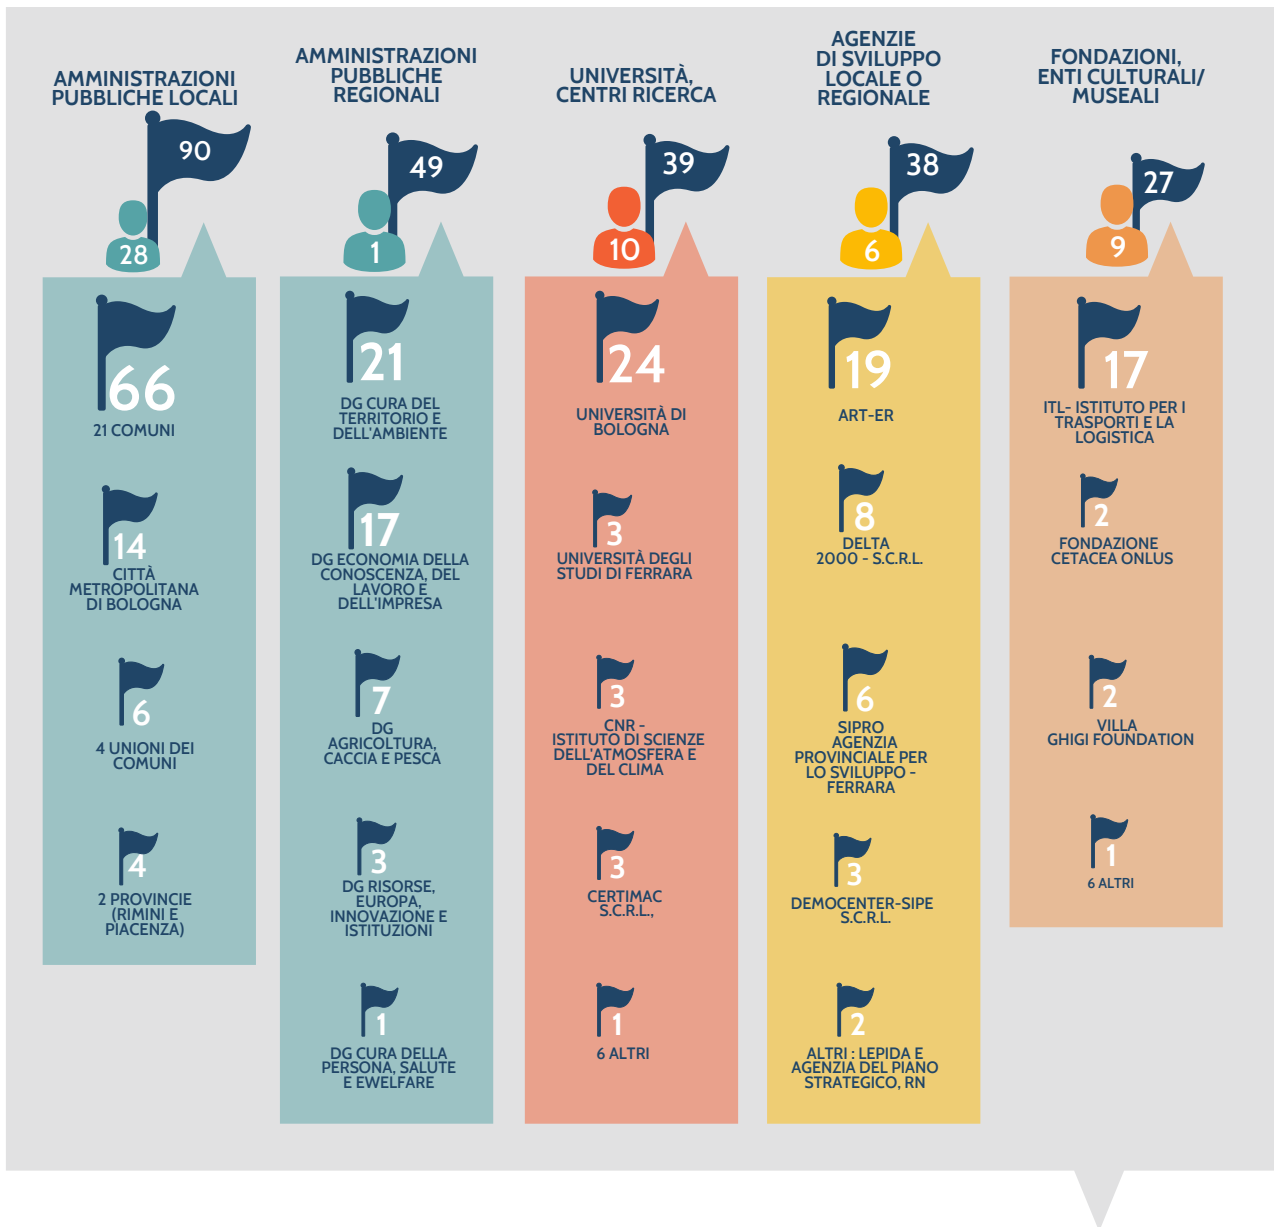 AMMINISTRAZIONI
PUBBLICHE LOCALI
90
28
66
21 COMUNI
14
CITTÀ
METROPOLITANA
DI BOLOGNA
6
4 UNIONI DEI
COMUNI
4
2 PROVINCIE
(RIMINI E
PIACENZA)
AMMINISTRAZIONI
PUBBLICHE
REGIONALI
49
1
21
DG CURA DEL
TERRITORIO E
DELL'AMBIENTE
17
DG ECONOMIA DELLA
CONOSCENZA, DEL
LAVORO E
DELL'IMPRESA
7
DG
AGRICOLTURA,
CACCIA E PESCA
3
DG RISORSE,
EUROPA,
INNOVAZIONE E
ISTITUZIONI
1
DG CURA DELLA
PERSONA, SALUTE
E EWELFARE
UNIVERSITÀ,
CENTRI RICERCA
39
10
24
UNIVERSITÀ DI
BOLOGNA
3
UNIVERSITÀ DEGLI
STUDI DI FERRARA
3
CNR -
ISTITUTO DI SCIENZE
DELL'ATMOSFERA E
DEL CLIMA
3
CERTIMAC
S.C.R.L.,
1
6 ALTRI
AGENZIE
DI SVILUPPO
LOCALE O
REGIONALE
38
6
19
ART-ER
8
DELTA
2000 - S.C.R.L.
6
SIPRO
AGENZIA
PROVINCIALE PER
LO SVILUPPO -
FERRARA
3
DEMOCENTER-SIPE
S.C.R.L.
2
ALTRI : LEPIDA E
AGENZIA DEL PIANO
STRATEGICO, RN
FONDAZIONI,
ENTI CULTURALI/
MUSEALI
27
9
17
ITL- ISTITUTO PER I
TRASPORTI E LA
LOGISTICA
2
FONDAZIONE
CETACEA ONLUS
2
VILLA
GHIGI FOUNDATION
1
6 ALTRI